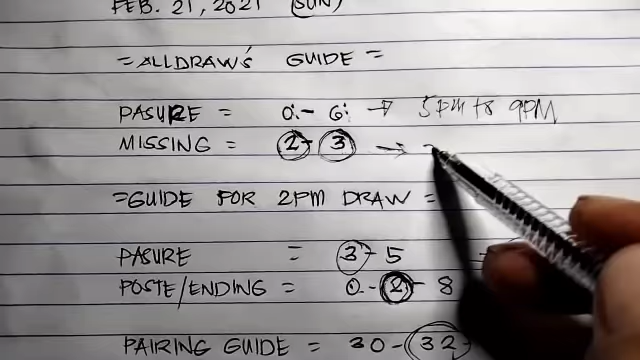 FEB. 21, 2021 (SUN)
= ALLDRAW'S GUIDE =
PASURE = 0 - 6 → 5PM to 9PM
MISSING = 2 - 3 →
= GUIDE FOR 2PM DRAW =
PASURE = 3 - 5
POSTE/ENDING = 0 - 2 - 8
PAIRING GUIDE = 30 - 32